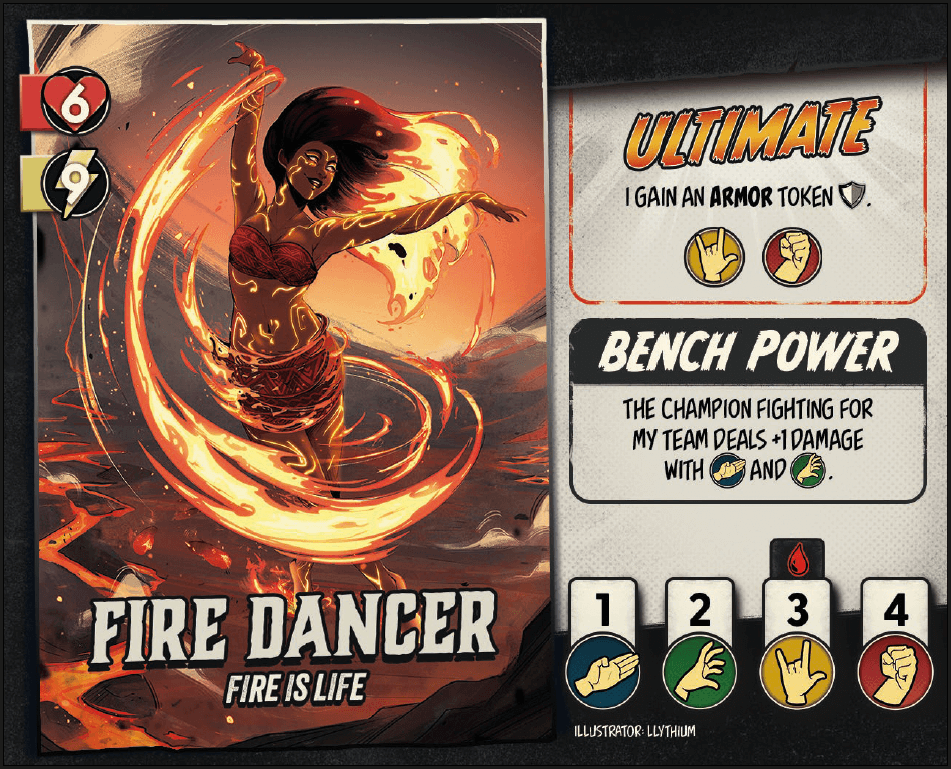 6
9
FIRE DANCER
FIRE IS LIFE
ULTIMATE
I GAIN AN ARMOR TOKEN .
BENCH POWER
THE CHAMPION FIGHTING FOR
MY TEAM DEALS +1 DAMAGE
WITH AND .
1 2 3 4
ILLUSTRATOR: LLYTHIUM